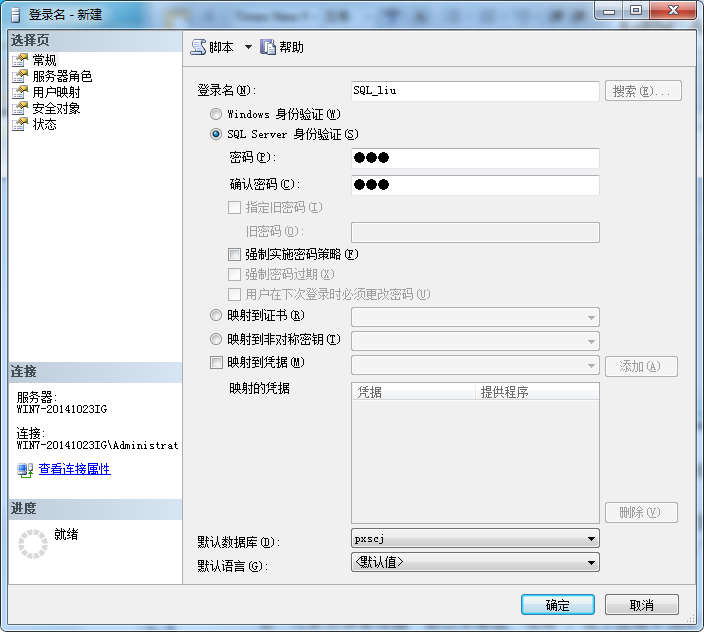 登录名 - 新建
选择页
常规
服务器角色
用户映射
安全对象
状态
脚本 帮助
登录名(N): SQL_liu 搜索(E)...
Windows 身份验证(W)
SQL Server 身份验证(S)
密码(P): ●●●
确认密码(C): ●●●
指定旧密码(I)
旧密码(O):
强制实施密码策略(F)
强制密码过期(X)
用户在下次登录时必须更改密码(U)
映射到证书(R)
映射到非对称密钥(T)
映射到凭据(M) 添加(A)
映射的凭据 凭据 提供程序
删除(V)
默认数据库(D): pxscj
默认语言(G): <默认值>
连接
服务器:
WIN7-20141023IG
连接:
WIN7-20141023IG\Administrat
查看连接属性
进度
就绪
确定 取消